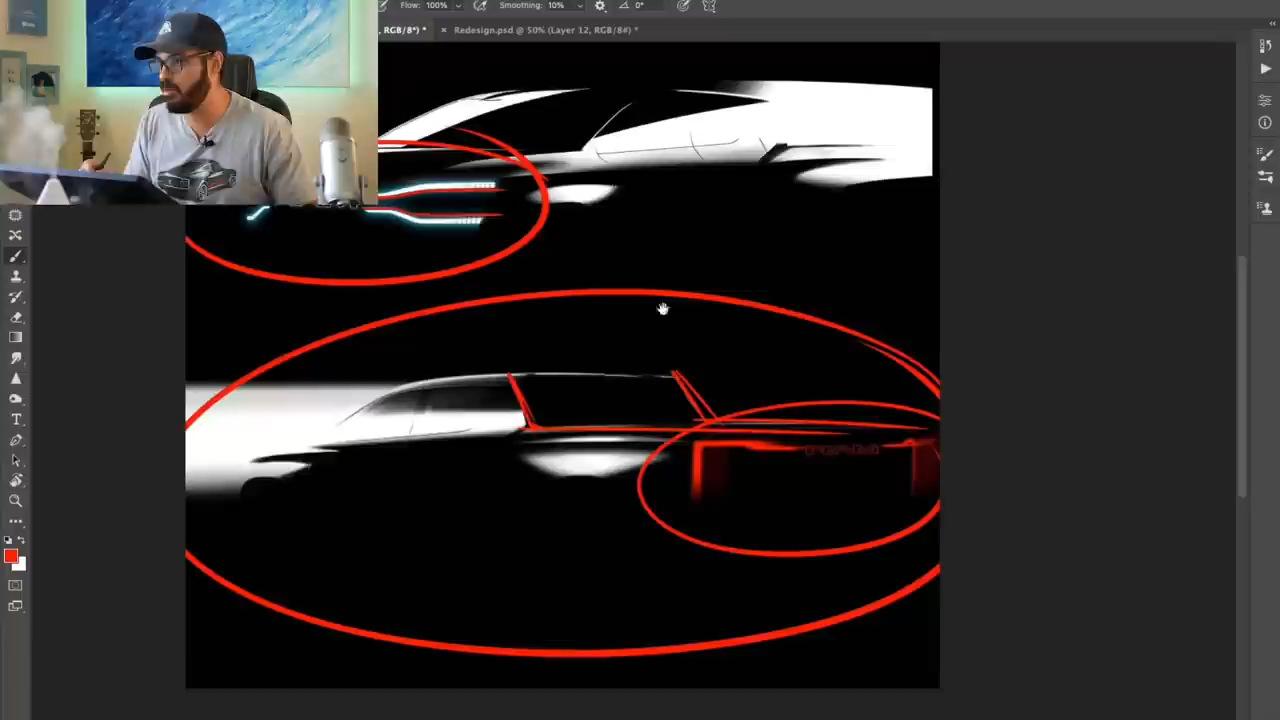 Flow: 100% Smoothing: 10% 0°
, RGB/8*) * × Redesign.psd @ 50% (Layer 12, RGB/8#) *